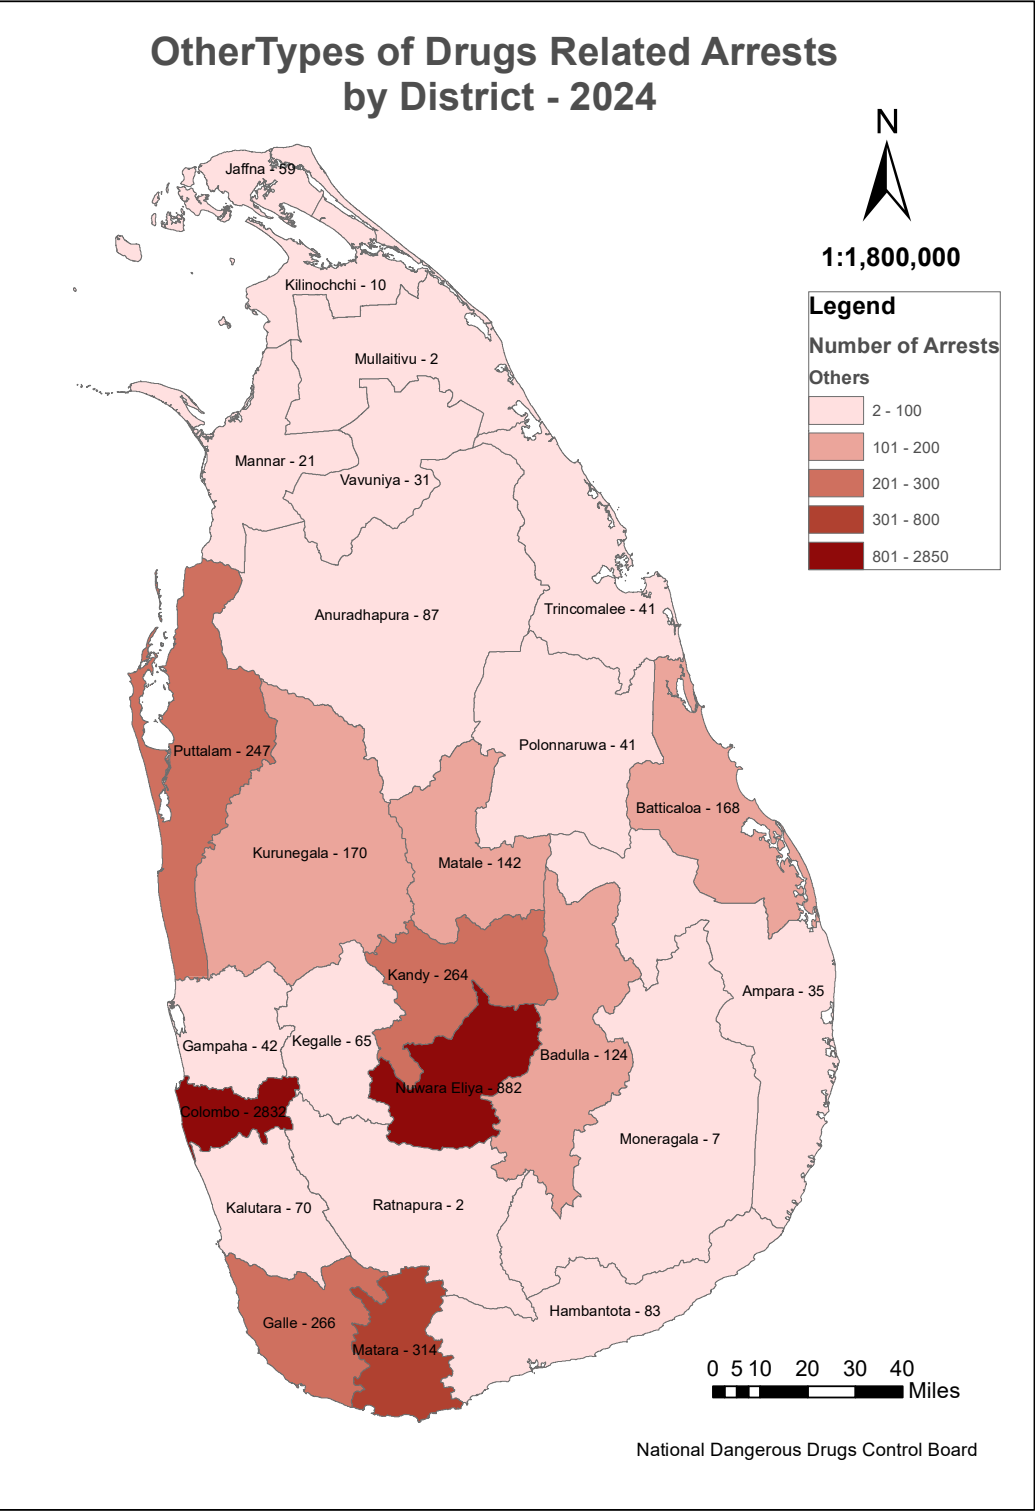 OtherTypes of Drugs Related Arrests
by District - 2024
N
1:1,800,000
Legend
Number of Arrests
Others
2 - 100
101 - 200
201 - 300
301 - 800
801 - 2850
Jaffna - 59
Kilinochchi - 10
Mullaitivu - 2
Mannar - 21
Vavuniya - 31
Anuradhapura - 87
Trincomalee - 41
Puttalam - 247
Polonnaruwa - 41
Batticaloa - 168
Kurunegala - 170
Matale - 142
Kandy - 264
Ampara - 35
Gampaha - 42
Kegalle - 65
Badulla - 124
Nuwara Eliya - 882
Colombo - 2832
Moneragala - 7
Kalutara - 70
Ratnapura - 2
Hambantota - 83
Galle - 266
Matara - 314
0 5 10 20 30 40
Miles
National Dangerous Drugs Control Board